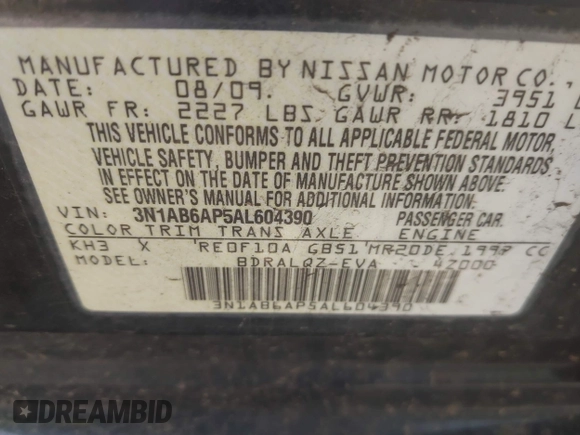 MANUFACTURED BY NISSAN MOTOR CO.,
DATE: 08/09. GVWR: 3951
GAWR FR: 2227 LBS GAWR RR: 1810 L
THIS VEHICLE CONFORMS TO ALL APPLICABLE FEDERAL MOTOR
VEHICLE SAFETY, BUMPER AND THEFT PREVENTION STANDARDS
IN EFFECT ON THE DATE OF MANUFACTURE SHOWN ABOVE.
SEE OWNER'S MANUAL FOR ADDITIONAL INFORMATION.
VIN: 3N1AB6AP5AL604390 PASSENGER CAR.
COLOR TRIM TRANS AXLE ENGINE
KH3 X RE0F10A GB51 MR20DE 1998 CC
MODEL: BDRALQZ-EVA 4Z000
3N1AB6AP5AL604390
DREAMBID